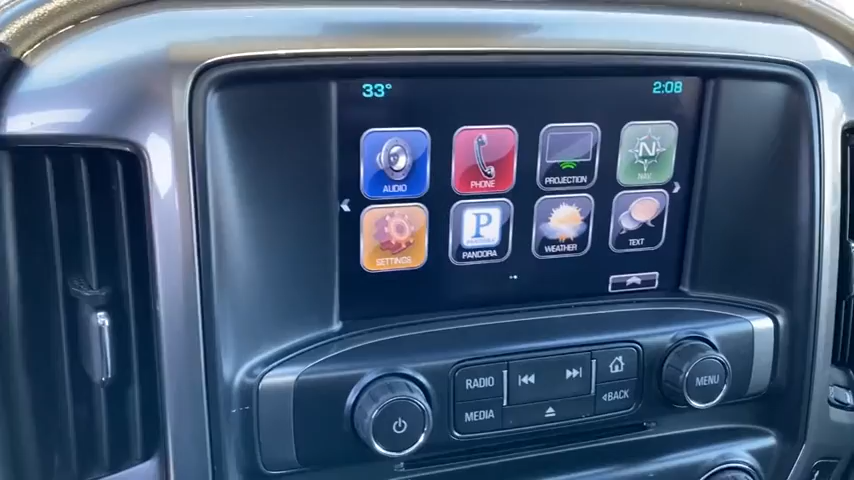 33° 2:08
AUDIO PHONE PROJECTION N NAV
SETTINGS P PANDORA WEATHER TEXT
RADIO MENU
MEDIA BACK